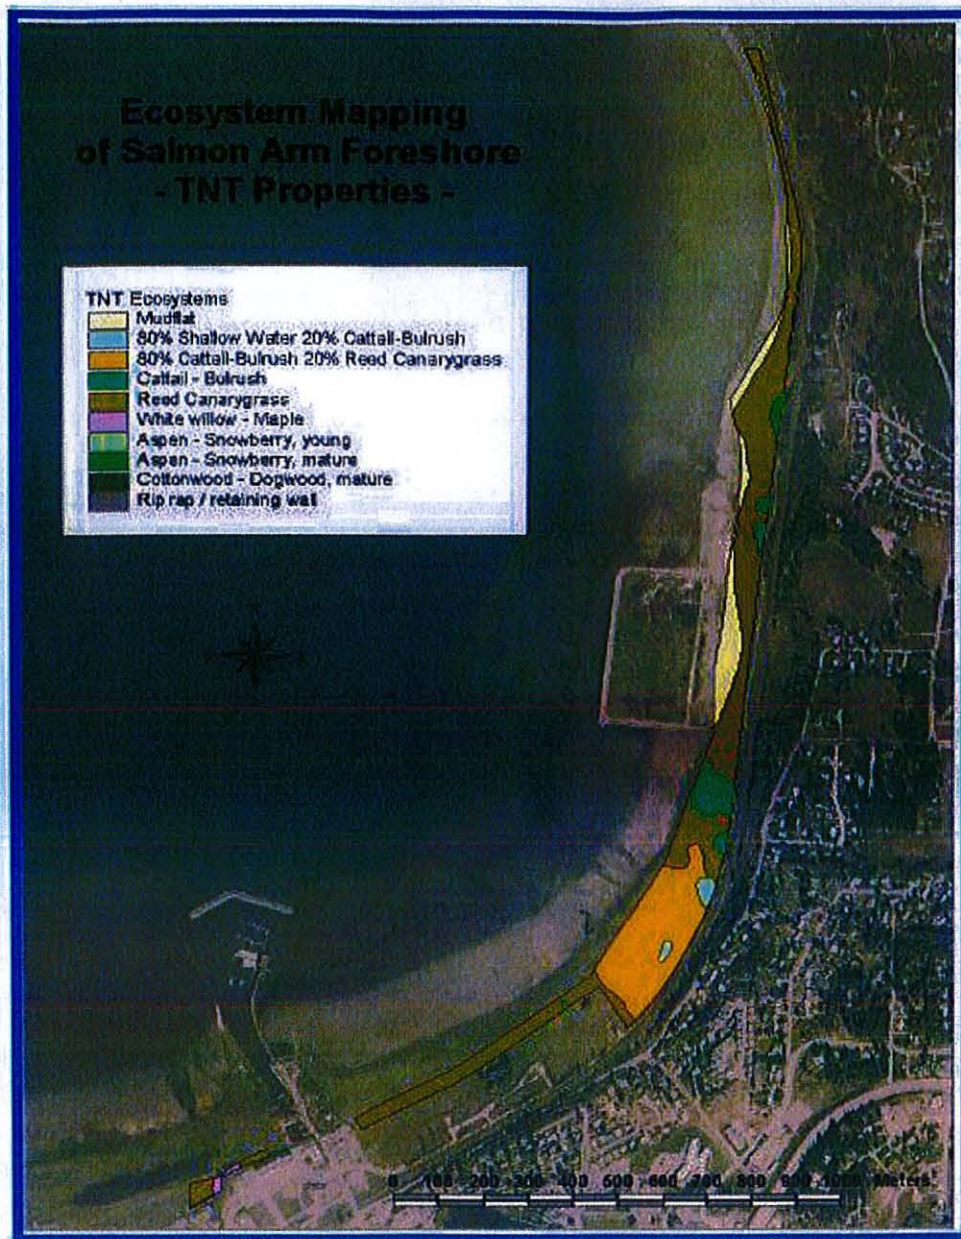 Ecosystem Mapping
of Salmon Arm Foreshore
- TNT Properties -
TNT Ecosystems
Mudflat
80% Shallow Water 20% Cattail-Bulrush
80% Cattail-Bulrush 20% Reed Canarygrass
Cattail - Bulrush
Reed Canarygrass
White willow - Maple
Aspen - Snowberry, young
Aspen - Snowberry, mature
Cottonwood - Dogwood, mature
Rip rap / retaining wall
0 100 200 300 400 500 600 700 800 900 1000 Meters